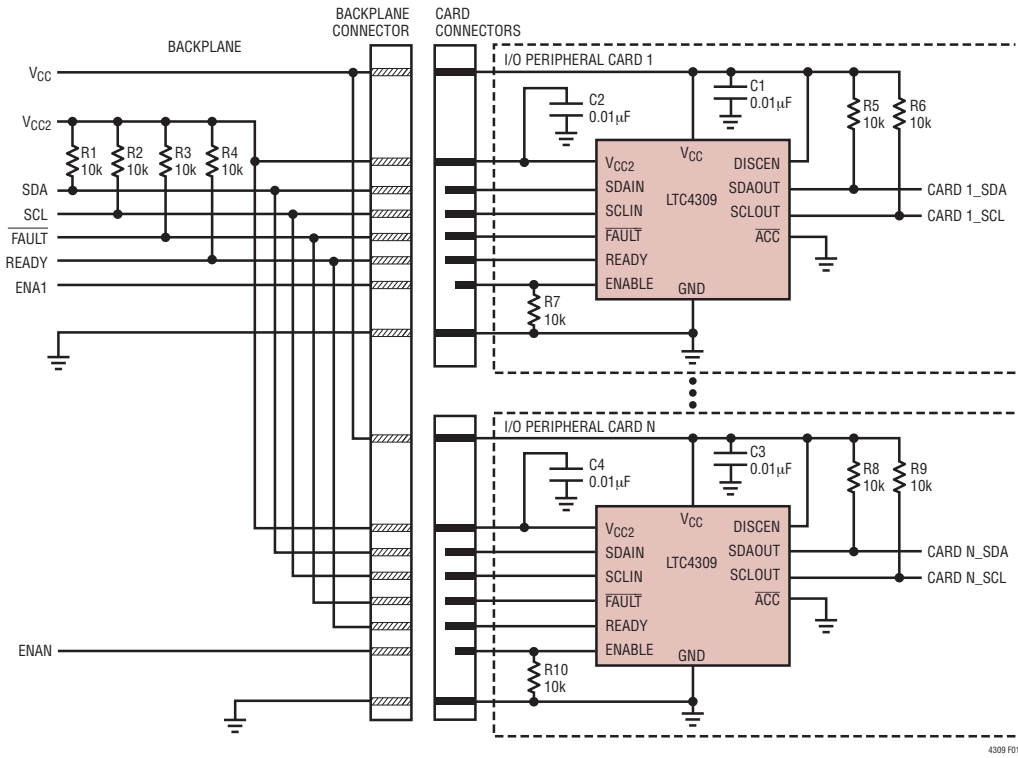 BACKPLANE CONNECTOR
CARD CONNECTORS
BACKPLANE
VCC
VCC2
R1 10k
R2 10k
R3 10k
R4 10k
SDA
SCL
FAULT
READY
ENA1
I/O PERIPHERAL CARD 1
C2 0.01μF
C1 0.01μF
R5 10k
R6 10k
VCC2
VCC
DISCEN
SDAIN
SDAOUT
LTC4309
SCLIN
SCLOUT
FAULT
ACC
READY
ENABLE
GND
CARD 1_SDA
CARD 1_SCL
R7 10k
I/O PERIPHERAL CARD N
C4 0.01μF
C3 0.01μF
R8 10k
R9 10k
VCC2
VCC
DISCEN
SDAIN
SDAOUT
LTC4309
SCLIN
SCLOUT
FAULT
ACC
READY
ENABLE
GND
CARD N_SDA
CARD N_SCL
ENAN
R10 10k
4309 F01